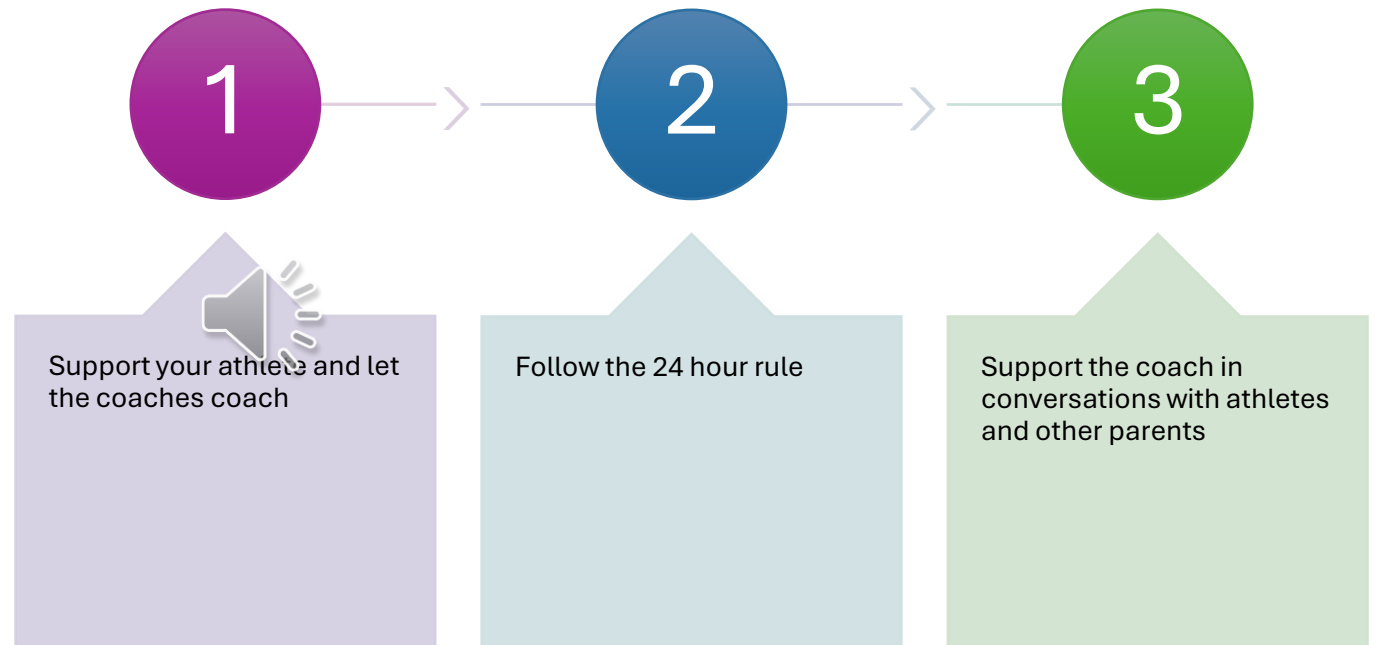 1
2
3
Support your athlete and let
the coaches coach
Follow the 24 hour rule
Support the coach in
conversations with athletes
and other parents